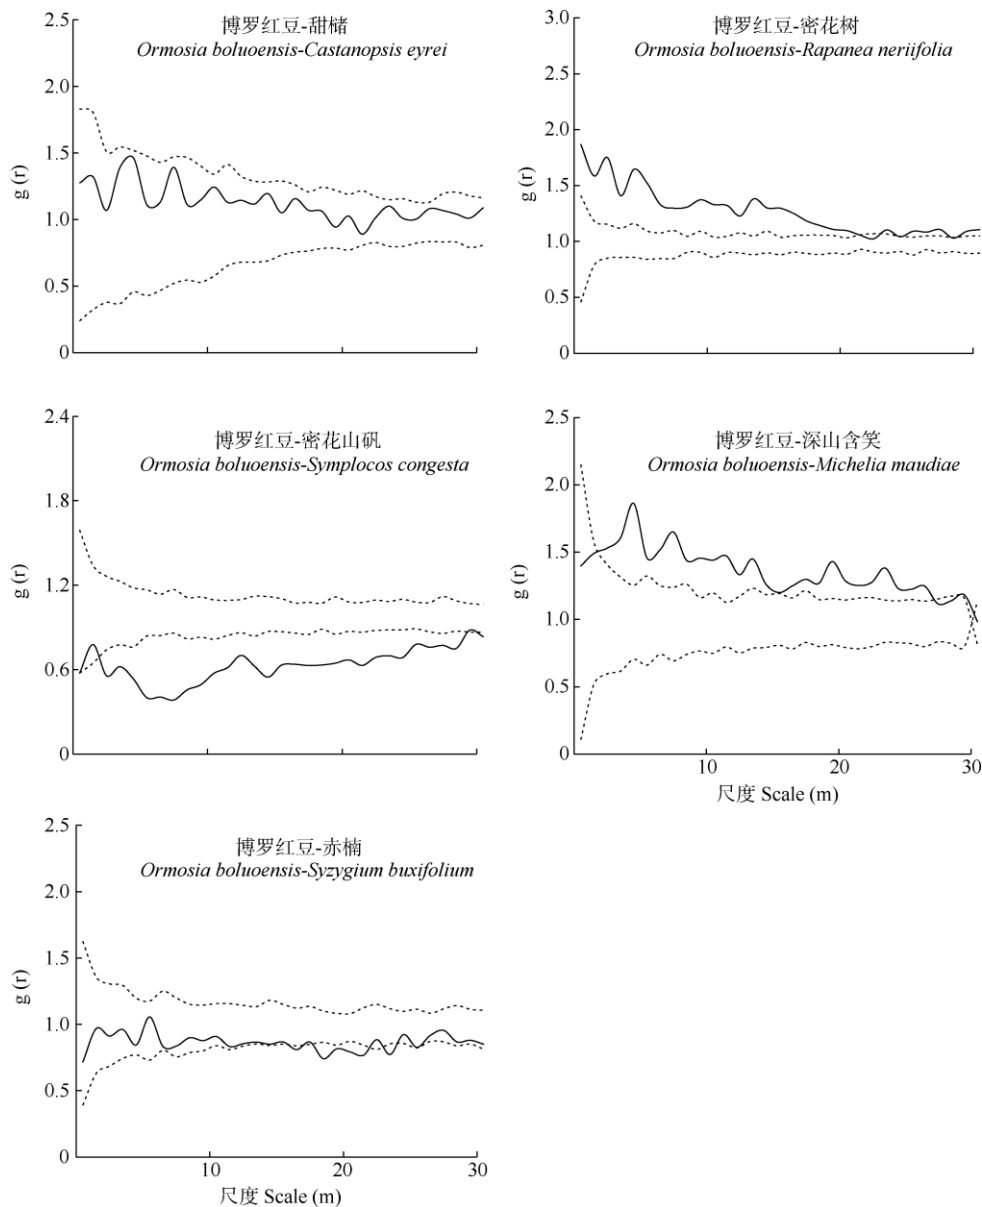 2.5
2.0
1.5
1.0
0.5
0
g (r)
博罗红豆-甜槠
Ormosia boluoensis-Castanopsis eyrei
3.0
2.0
1.5
1.0
0.5
0
g (r)
博罗红豆-密花树
Ormosia boluoensis-Rapanea neriifolia
2.4
1.8
1.2
0.6
0
g (r)
博罗红豆-密花山矾
Ormosia boluoensis-Symplocos congesta
2.5
2.0
1.5
1.0
0.5
0
g (r)
博罗红豆-深山含笑
Ormosia boluoensis-Michelia maudiae
10
20
30
尺度 Scale (m)
2.5
2.0
1.5
1.0
0.5
0
g (r)
博罗红豆-赤楠
Ormosia boluoensis-Syzygium buxifolium
10
20
30
尺度 Scale (m)